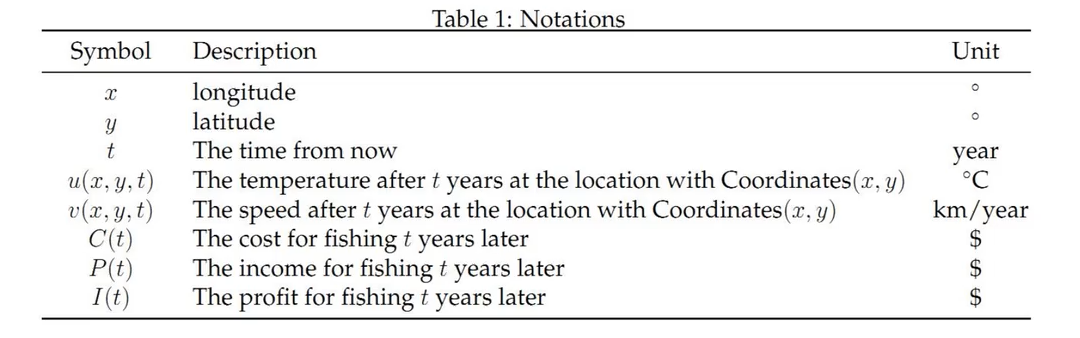 Table 1: Notations
Symbol Description Unit
x longitude °
y latitude °
t The time from now year
u(x, y, t) The temperature after t years at the location with Coordinates(x, y) °C
v(x, y, t) The speed after t years at the location with Coordinates(x, y) km/year
C(t) The cost for fishing t years later $
P(t) The income for fishing t years later $
I(t) The profit for fishing t years later $